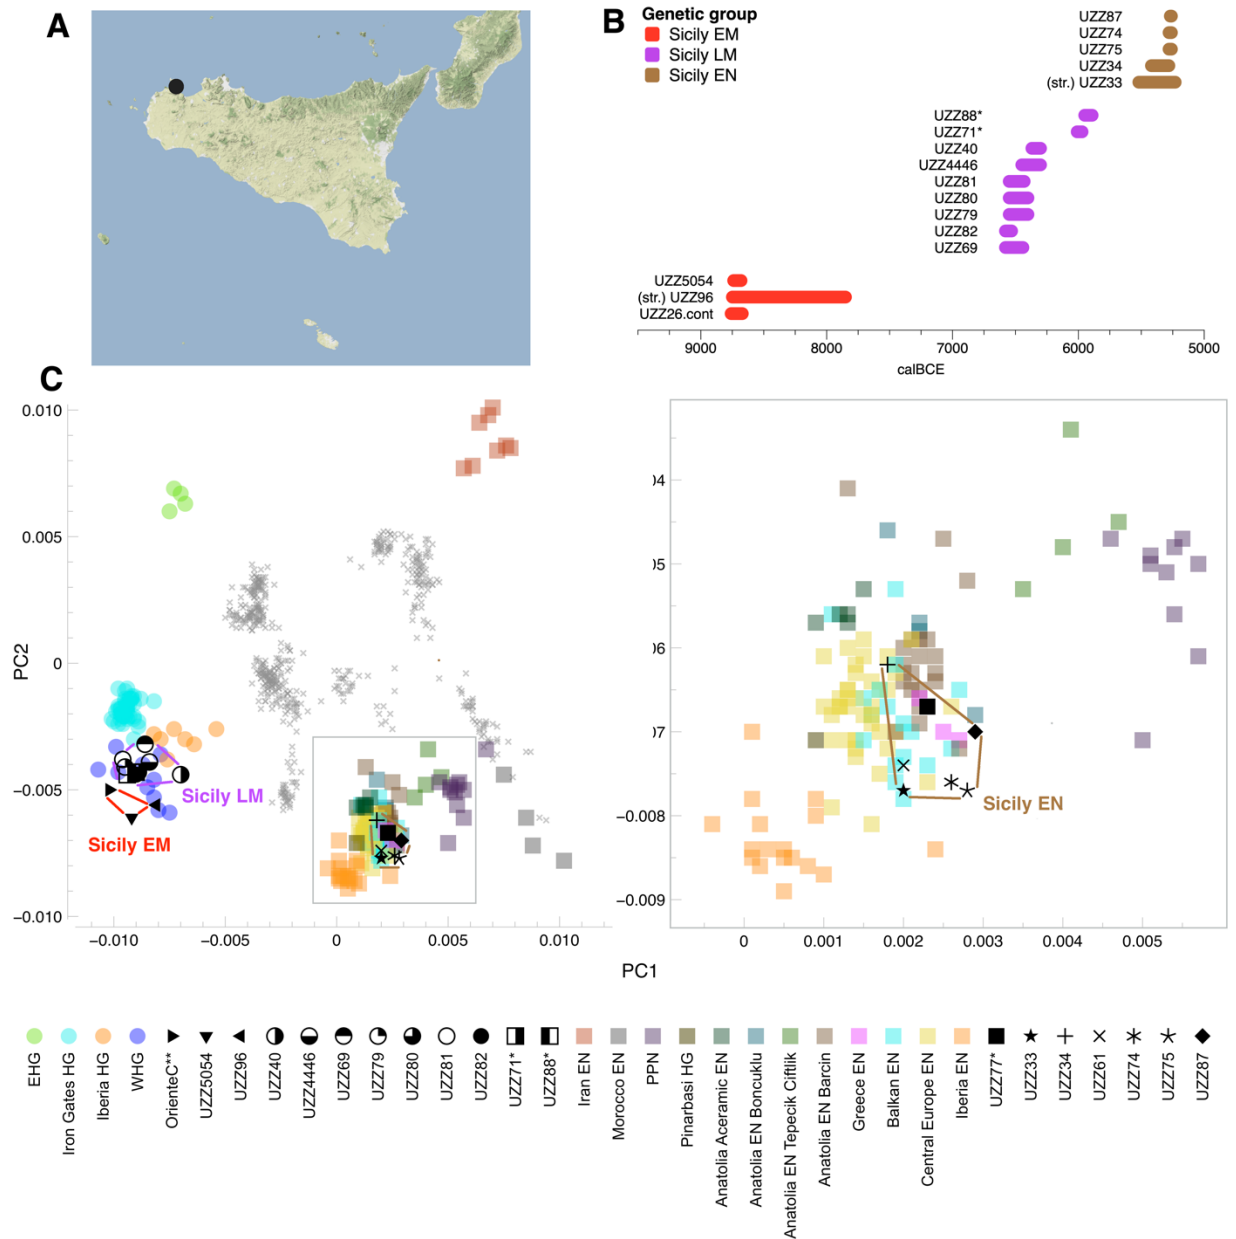 A
B
Genetic group
Sicily EM
Sicily LM
Sicily EN
UZZ87
UZZ74
UZZ75
UZZ34
(str.) UZZ33
UZZ88*
UZZ71*
UZZ40
UZZ4446
UZZ81
UZZ80
UZZ79
UZZ82
UZZ69
UZZ5054
(str.) UZZ96
UZZ26.cont
9000 8000 7000 6000 5000
calBCE
C
0.010
0.005
0
−0.005
−0.010
PC2
Sicily LM
Sicily EM
−0.010 −0.005 0 0.005 0.010
)4
)5
)6
)7
−0.008
−0.009
Sicily EN
0 0.001 0.002 0.003 0.004 0.005
PC1
EHG
Iron Gates HG
Iberia HG
WHG
OrienteC**
UZZ5054
UZZ96
UZZ40
UZZ4446
UZZ69
UZZ79
UZZ80
UZZ81
UZZ82
UZZ71*
UZZ88*
Iran EN
Morocco EN
PPN
Pinarbasi HG
Anatolia Aceramic EN
Anatolia EN Boncuklu
Anatolia EN Tepecik Ciftlik
Anatolia EN Barcin
Greece EN
Balkan EN
Central Europe EN
Iberia EN
UZZ77*
UZZ33
UZZ34
UZZ61
UZZ74
UZZ75
UZZ87